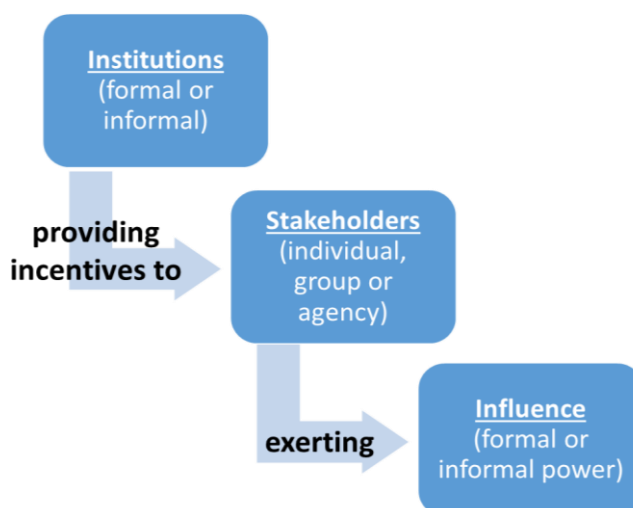 Institutions
(formal or
informal)
providing
incentives to
Stakeholders
(individual,
group or
agency)
exerting
Influence
(formal or
informal power)